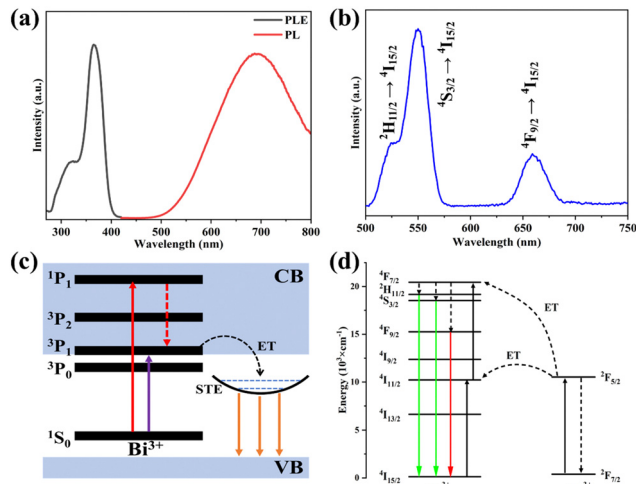 (a)
PLE
PL
Intensity (a.u.)
300 400 500 600 700 800
Wavelength (nm)
(b)
²H₁₁/₂→⁴I₁₅/₂
⁴S₃/₂→⁴I₁₅/₂
⁴F₉/₂→⁴I₁₅/₂
Intensity (a.u.)
500 550 600 650 700 750
Wavelength (nm)
(c)
CB
¹P₁
³P₂
³P₁
³P₀
ET
STE
¹S₀
Bi³⁺
VB
(d)
Energy (10³×cm⁻¹)
20
15
10
5
0
⁴F₇/₂
²H₁₁/₂
⁴S₃/₂
⁴F₉/₂
⁴I₉/₂
⁴I₁₁/₂
⁴I₁₃/₂
⁴I₁₅/₂
ET
ET
²F₅/₂
²F₇/₂